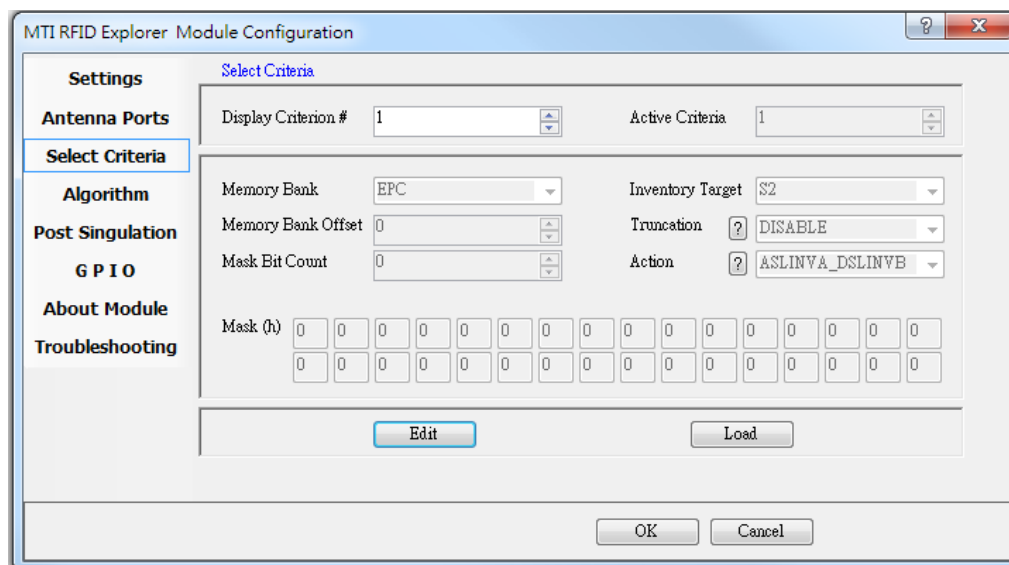 MTI RFID Explorer Module Configuration
?
Settings
Antenna Ports
Select Criteria
Algorithm
Post Singulation
G P I O
About Module
Troubleshooting
Select Criteria
Display Criterion # 1 Active Criteria 1
Memory Bank EPC Inventory Target S2
Memory Bank Offset 0 Truncation ? DISABLE
Mask Bit Count 0 Action ? ASLINVA_DSLINVB
Mask (h) 0 0 0 0 0 0 0 0 0 0 0 0 0 0 0 0
0 0 0 0 0 0 0 0 0 0 0 0 0 0 0 0
Edit Load
OK Cancel